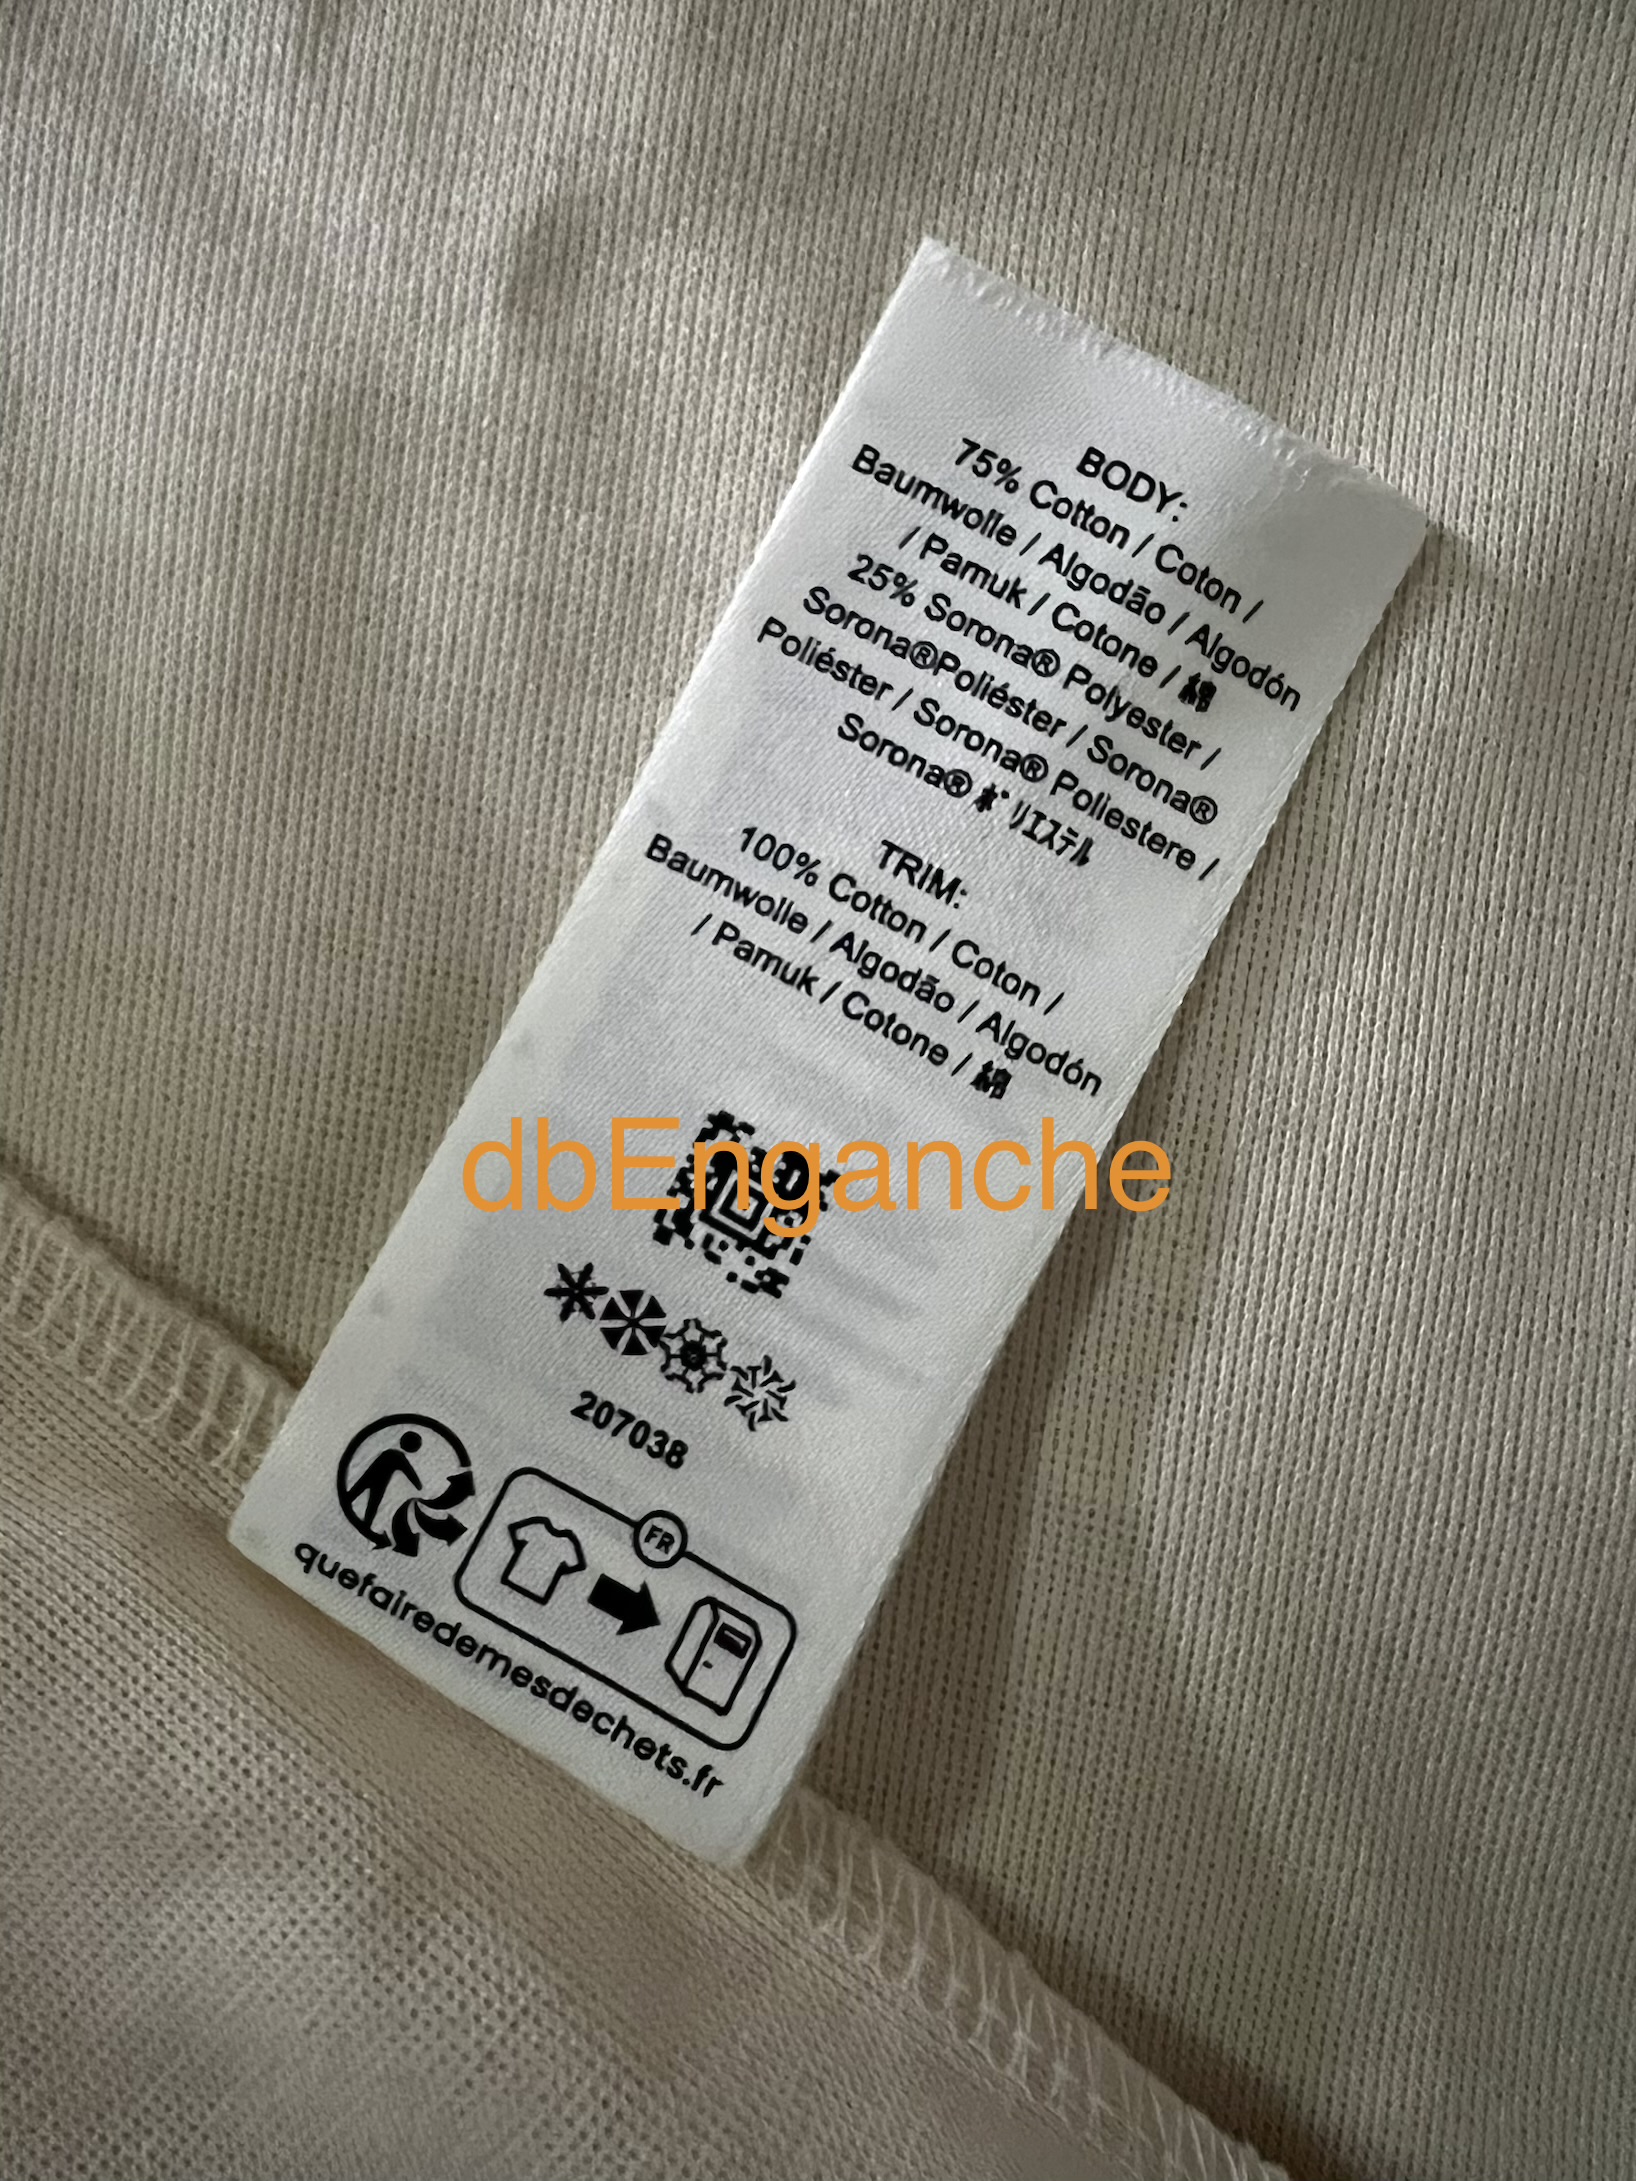 BODY:
75% Cotton / Coton /
Baumwolle / Algodão / Algodón
/ Pamuk / Cotone / 綿
25% Sorona® Polyester /
Sorona®Poliéster / Sorona®
Poliéster / Sorona® Poliestere /
Sorona® ポリエステル
TRIM:
100% Cotton / Coton /
Baumwolle / Algodão / Algodón
/ Pamuk / Cotone / 綿
dbEnganche
207038
FR
quefairedemesdechets.fr